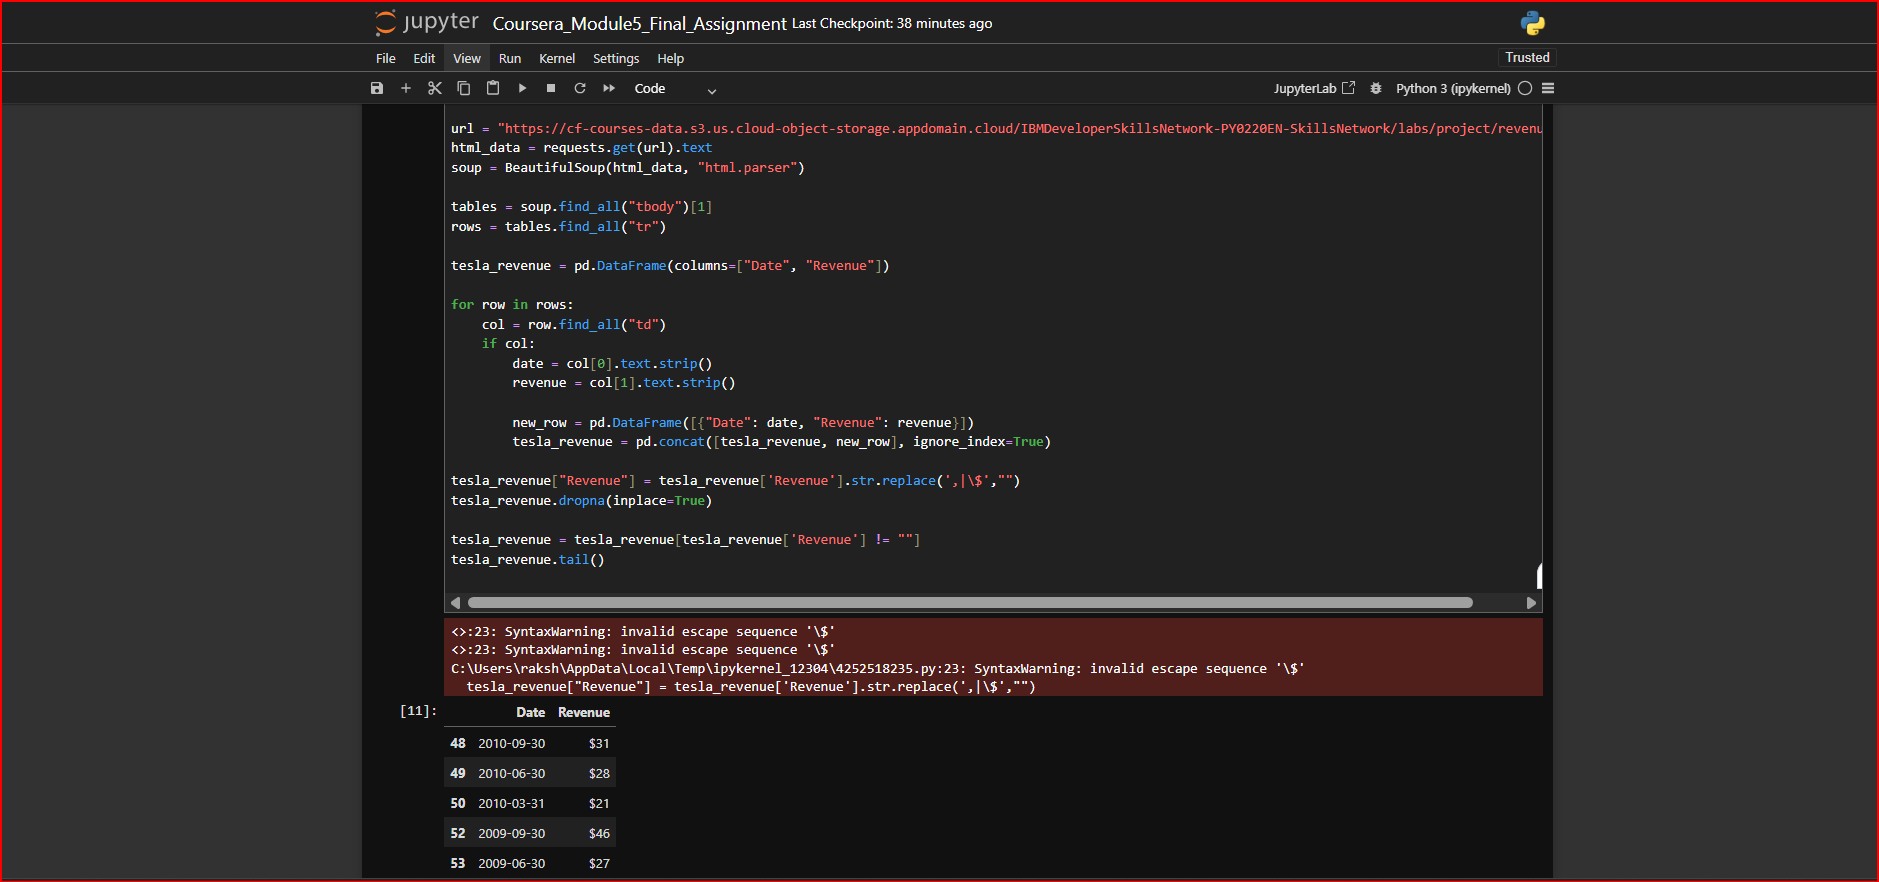 jupyter Coursera_Module5_Final_Assignment Last Checkpoint: 38 minutes ago
File Edit View Run Kernel Settings Help Trusted
Code JupyterLab Python 3 (ipykernel)
url = "https://cf-courses-data.s3.us.cloud-object-storage.appdomain.cloud/IBMDeveloperSkillsNetwork-PY0220EN-SkillsNetwork/labs/project/revenu
html_data = requests.get(url).text
soup = BeautifulSoup(html_data, "html.parser")
tables = soup.find_all("tbody")[1]
rows = tables.find_all("tr")
tesla_revenue = pd.DataFrame(columns=["Date", "Revenue"])
for row in rows:
    col = row.find_all("td")
    if col:
        date = col[0].text.strip()
        revenue = col[1].text.strip()
        new_row = pd.DataFrame([{"Date": date, "Revenue": revenue}])
        tesla_revenue = pd.concat([tesla_revenue, new_row], ignore_index=True)
tesla_revenue["Revenue"] = tesla_revenue['Revenue'].str.replace(',|\$',"")
tesla_revenue.dropna(inplace=True)
tesla_revenue = tesla_revenue[tesla_revenue['Revenue'] != ""]
tesla_revenue.tail()
<>:23: SyntaxWarning: invalid escape sequence '\$'
<>:23: SyntaxWarning: invalid escape sequence '\$'
C:\Users\raksh\AppData\Local\Temp\ipykernel_12304\4252518235.py:23: SyntaxWarning: invalid escape sequence '\$'
  tesla_revenue["Revenue"] = tesla_revenue['Revenue'].str.replace(',|\$',"")
[11]: Date Revenue
48 2010-09-30 $31
49 2010-06-30 $28
50 2010-03-31 $21
52 2009-09-30 $46
53 2009-06-30 $27